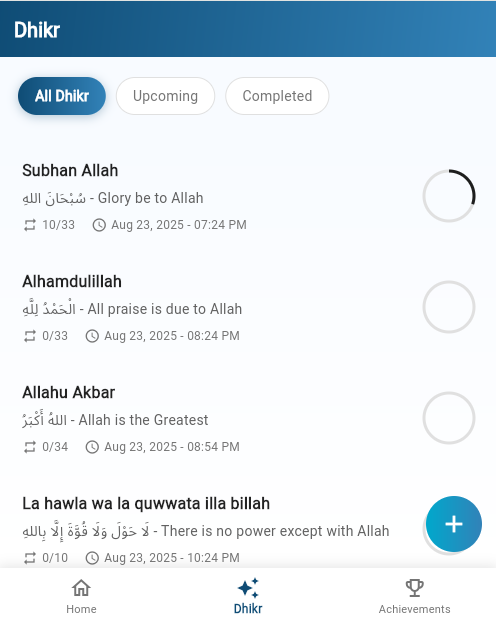 Dhikr
All Dhikr
Upcoming
Completed
Subhan Allah
سُبْحَانَ اللهِ - Glory be to Allah
10/33 Aug 23, 2025 - 07:24 PM
Alhamdulillah
الْحَمْدُ لِلَّهِ - All praise is due to Allah
0/33 Aug 23, 2025 - 08:24 PM
Allahu Akbar
اللهُ أَكْبَرُ - Allah is the Greatest
0/34 Aug 23, 2025 - 08:54 PM
La hawla wa la quwwata illa billah
لَا حَوْلَ وَلَا قُوَّةَ إِلَّا بِاللهِ - There is no power except with Allah
0/10 Aug 23, 2025 - 10:24 PM
Home
Dhikr
Achievements